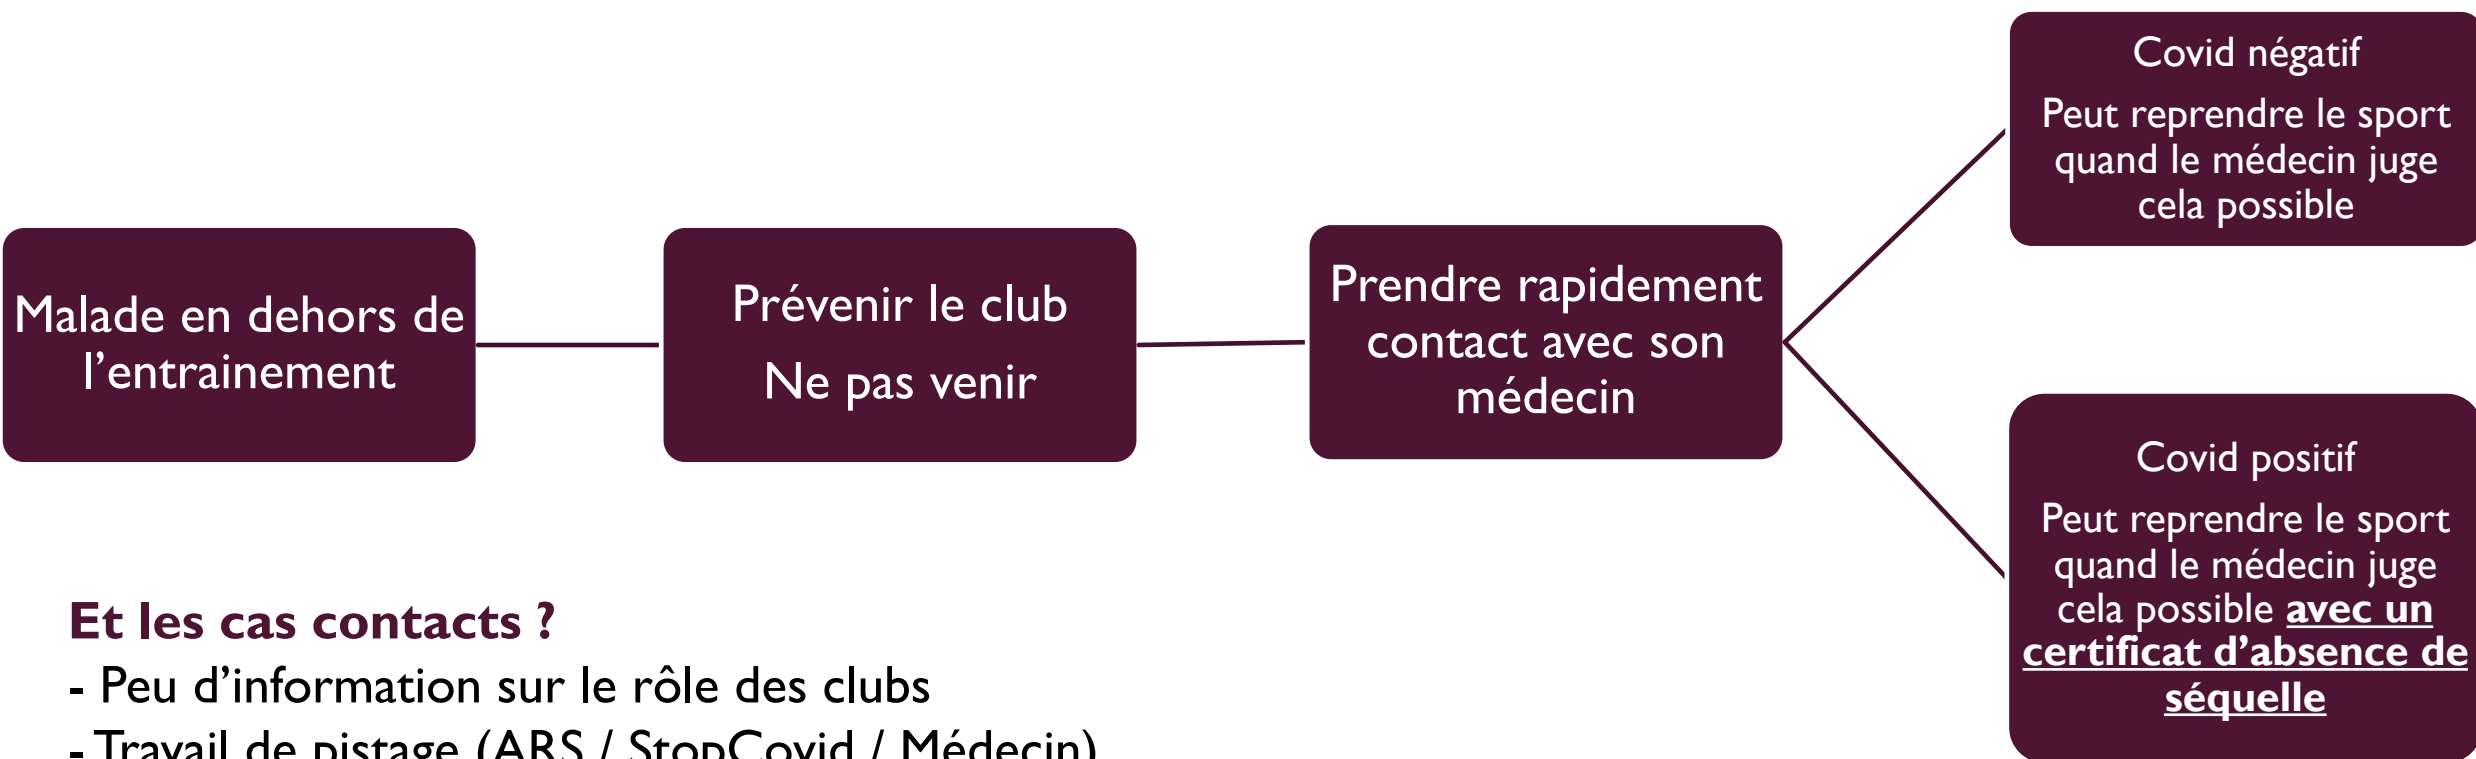 Malade en dehors de
l’entrainement
Prévenir le club
Ne pas venir
Prendre rapidement
contact avec son
médecin
Covid négatif
Peut reprendre le sport
quand le médecin juge
cela possible
Covid positif
Peut reprendre le sport
quand le médecin juge
cela possible avec un
certificat d’absence de
séquelle
Et les cas contacts ?
- Peu d’information sur le rôle des clubs
- Travail de pistage (ARS / StopCovid / Médecin)